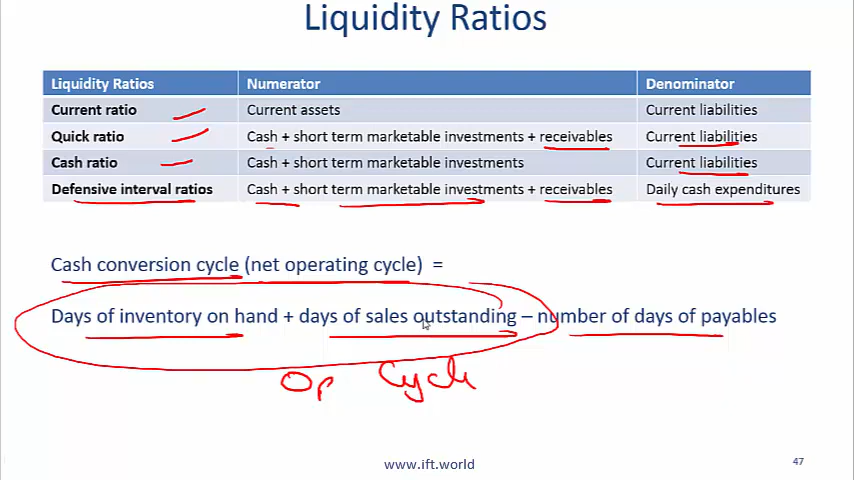 Liquidity Ratios
Liquidity Ratios Numerator Denominator
Current ratio Current assets Current liabilities
Quick ratio Cash + short term marketable investments + receivables Current liabilities
Cash ratio Cash + short term marketable investments Current liabilities
Defensive interval ratios Cash + short term marketable investments + receivables Daily cash expenditures
Cash conversion cycle (net operating cycle) =
Days of inventory on hand + days of sales outstanding – number of days of payables
Op Cycle
www.ift.world
47